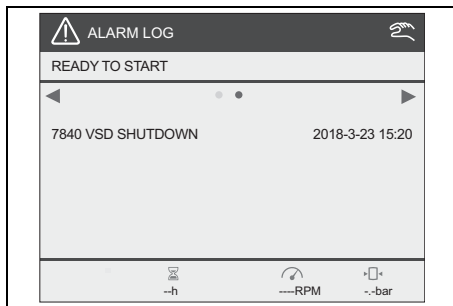 ALARM LOG
READY TO START
7840 VSD SHUTDOWN 2018-3-23 15:20
--h ----RPM -.-bar